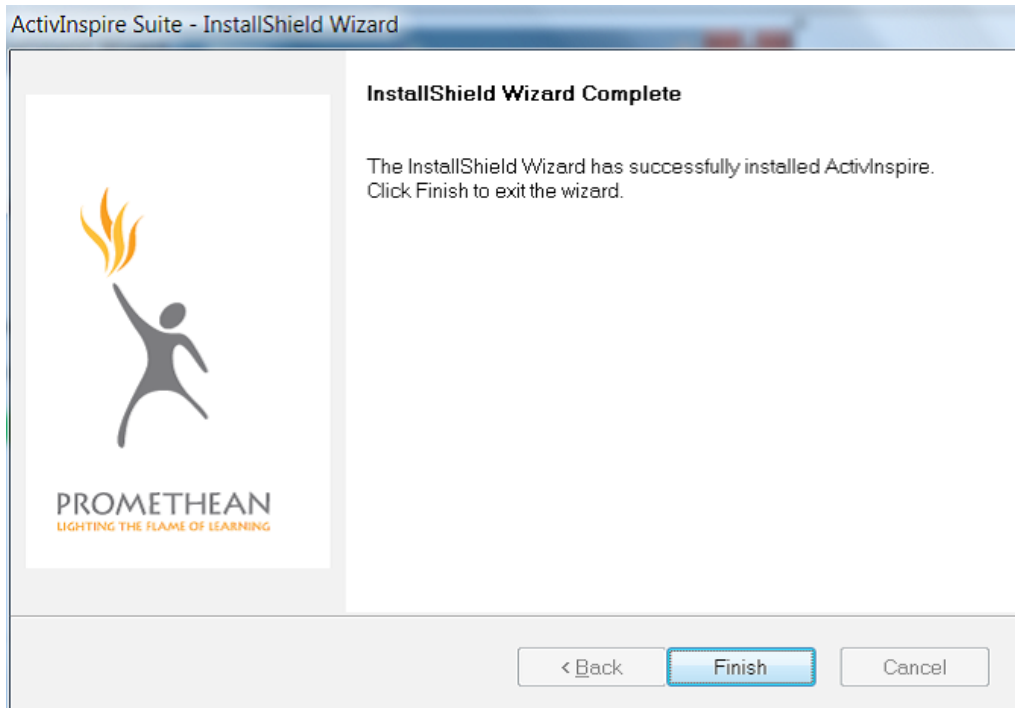 ActivInspire Suite - InstallShield Wizard
InstallShield Wizard Complete
The InstallShield Wizard has successfully installed ActivInspire.
Click Finish to exit the wizard.
PROMETHEAN
LIGHTING THE FLAME OF LEARNING
< Back
Finish
Cancel